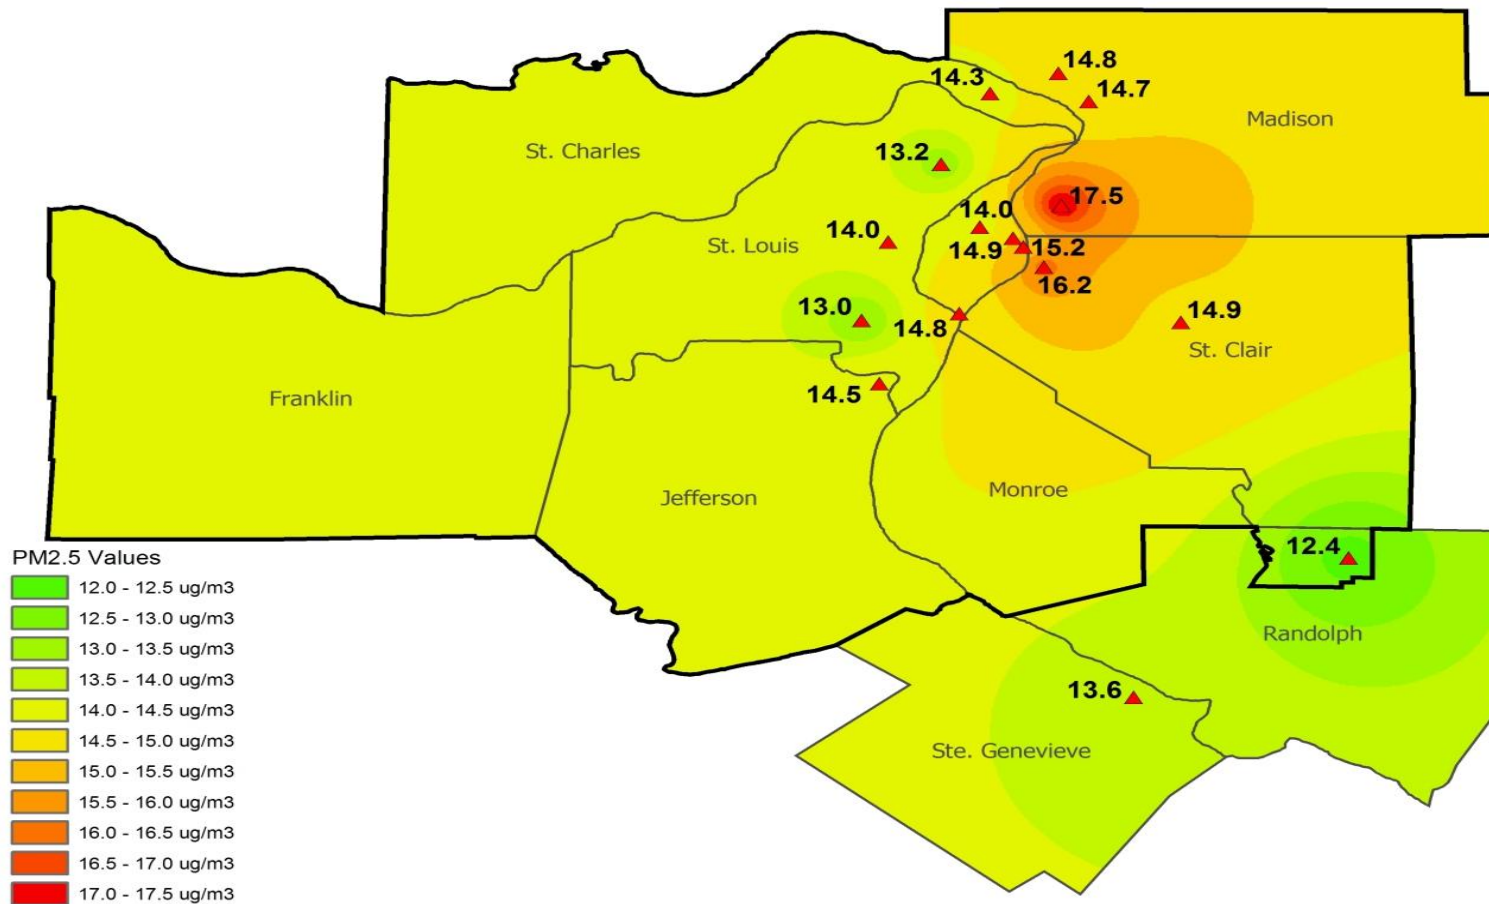 14.8
14.3
14.7
Madison
St. Charles
13.2
17.5
14.0
14.0
St. Louis
14.9
15.2
16.2
13.0
14.8
14.9
St. Clair
14.5
Franklin
Jefferson
Monroe
12.4
Randolph
13.6
Ste. Genevieve
PM2.5 Values
12.0 - 12.5 ug/m3
12.5 - 13.0 ug/m3
13.0 - 13.5 ug/m3
13.5 - 14.0 ug/m3
14.0 - 14.5 ug/m3
14.5 - 15.0 ug/m3
15.0 - 15.5 ug/m3
15.5 - 16.0 ug/m3
16.0 - 16.5 ug/m3
16.5 - 17.0 ug/m3
17.0 - 17.5 ug/m3